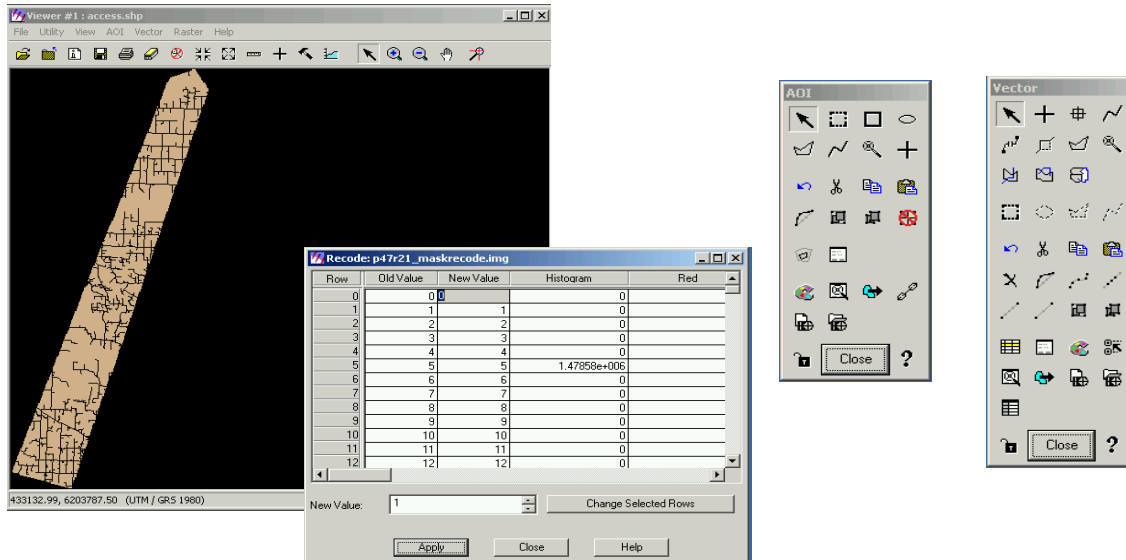 Viewer #1 : access.shp
File Utility View AOI Vector Raster Help
433132.99, 6203787.50 (UTM / GRS 1980)
Recode: p47r21_maskrecode.img
Row Old Value New Value Histogram Red
0 0 0 0
1 1 1 0
2 2 2 0
3 3 3 0
4 4 4 0
5 5 5 1.47858e+006
6 6 6 0
7 7 7 0
8 8 8 0
9 9 9 0
10 10 10 0
11 11 11 0
12 12 12 0
New Value: 1 Change Selected Rows
Apply Close Help
AOI
Close ?
Vector
Close ?